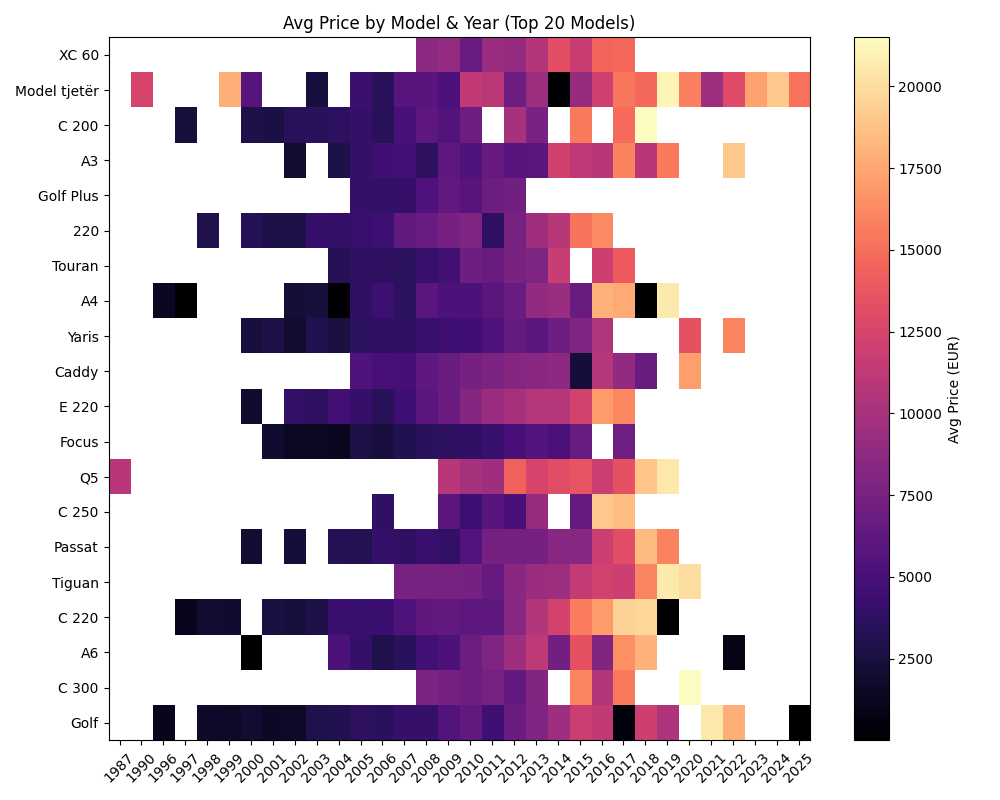 Avg Price by Model & Year (Top 20 Models)
XC 60
Model tjetër
C 200
A3
Golf Plus
220
Touran
A4
Yaris
Caddy
E 220
Focus
Q5
C 250
Passat
Tiguan
C 220
A6
C 300
Golf
1987 1990 1996 1997 1998 1999 2000 2001 2002 2003 2004 2005 2006 2007 2008 2009 2010 2011 2012 2013 2014 2015 2016 2017 2018 2019 2020 2021 2022 2023 2024 2025
20000
17500
15000
12500
10000
7500
5000
2500
Avg Price (EUR)